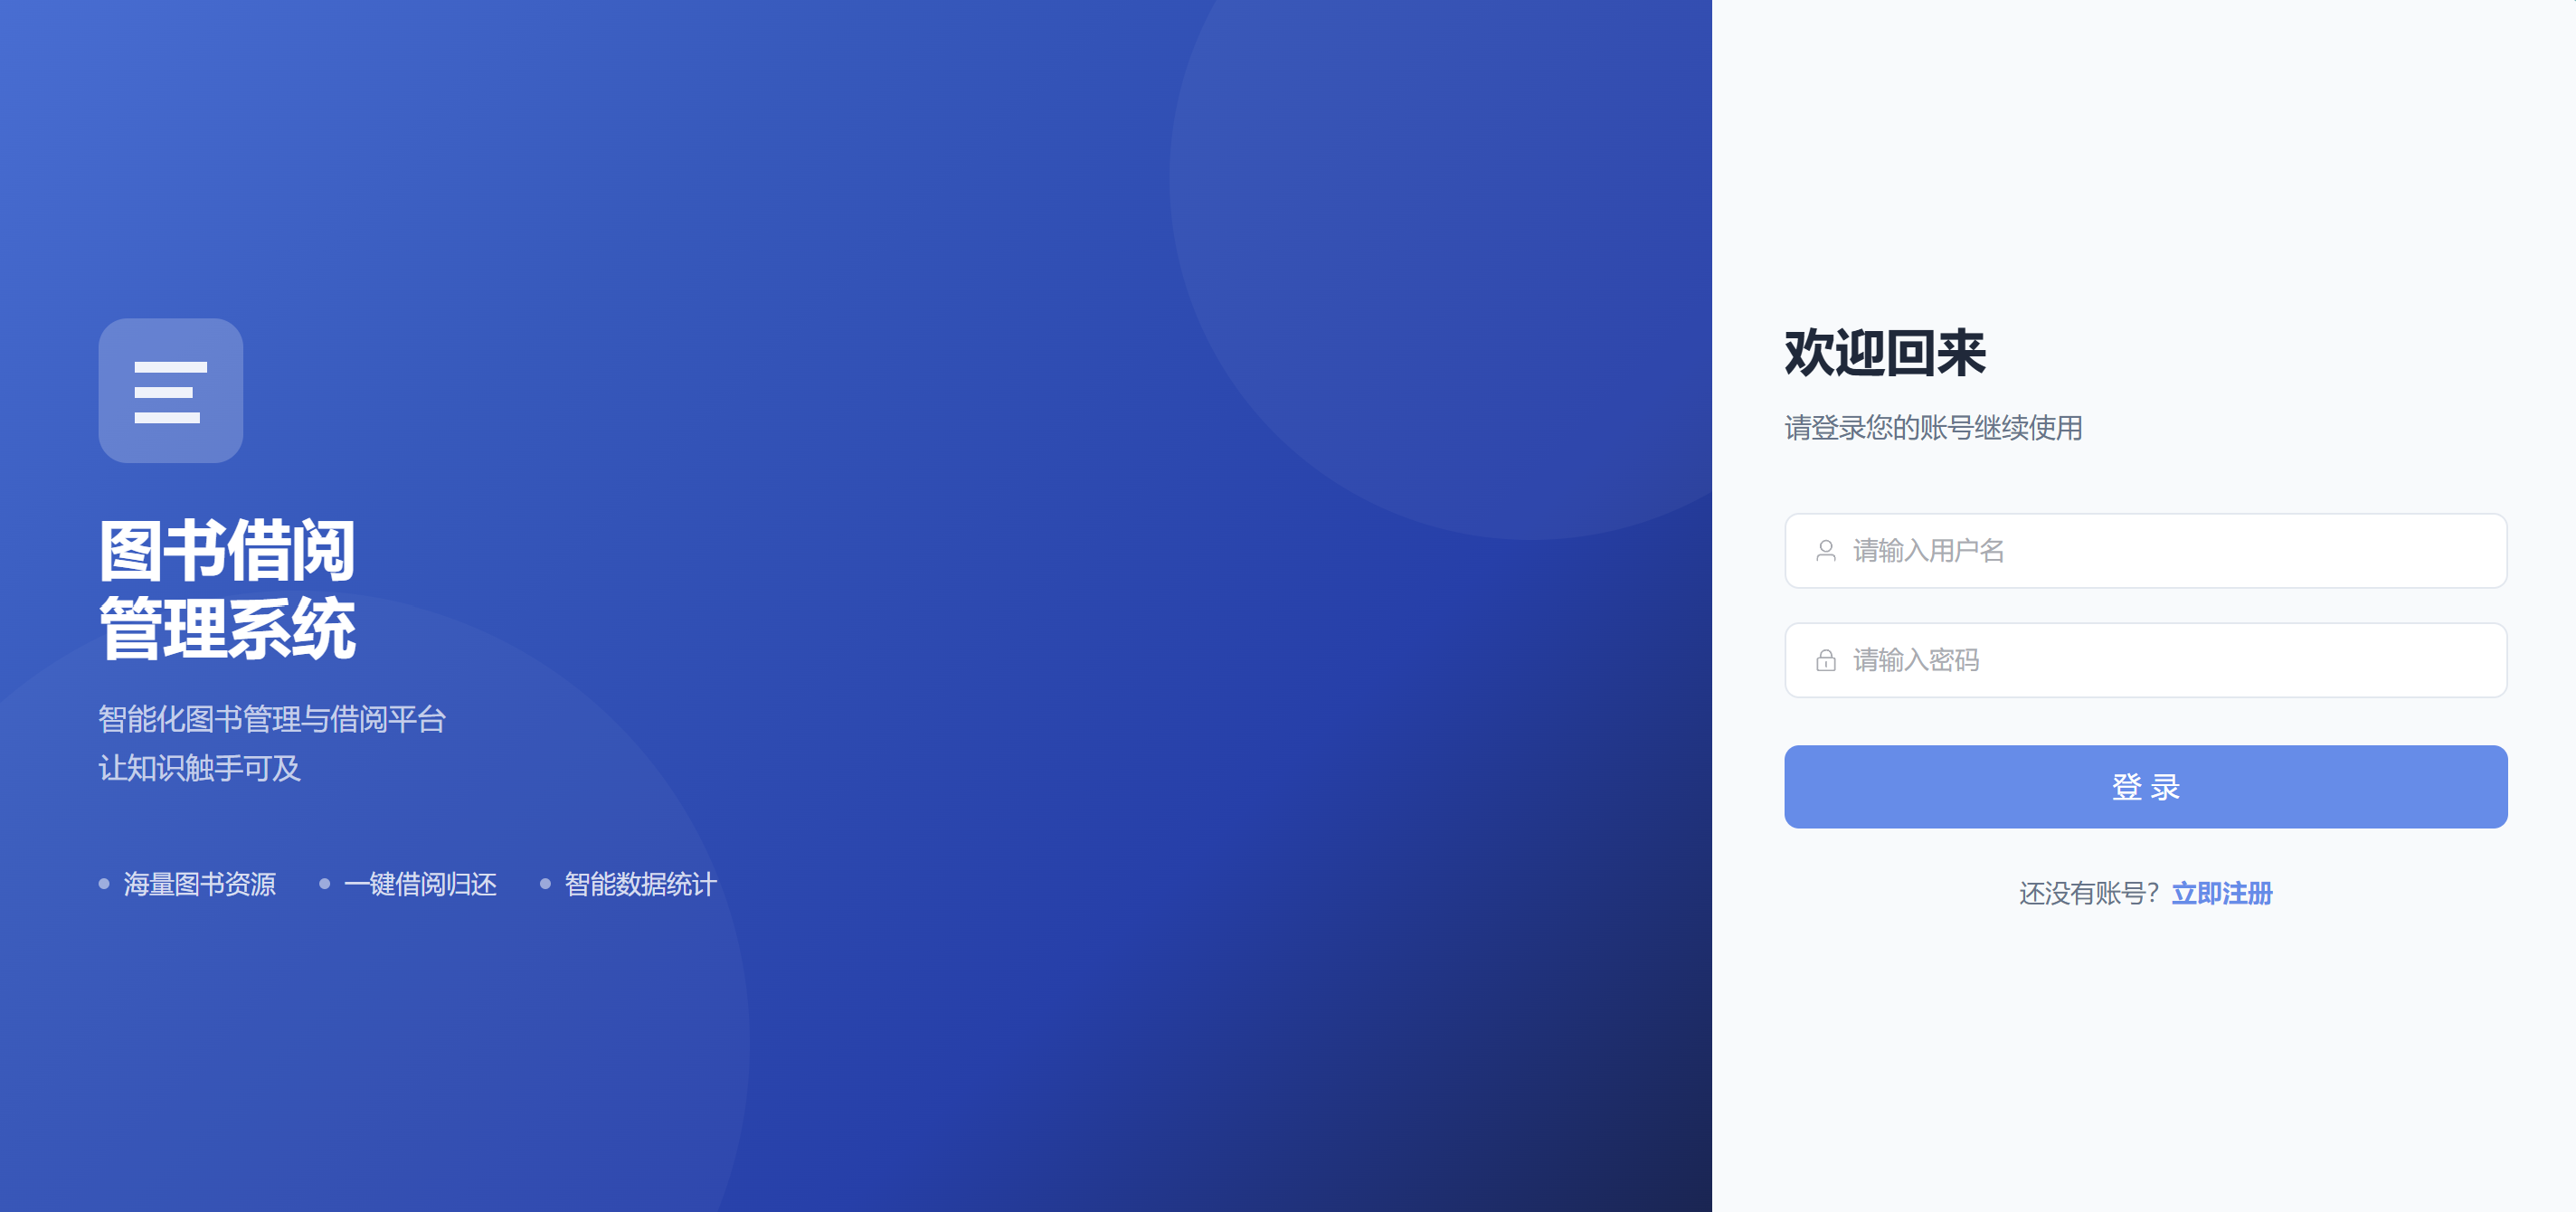 图书借阅
管理系统
智能化图书管理与借阅平台
让知识触手可及
海量图书资源 一键借阅归还 智能数据统计
欢迎回来
请登录您的账号继续使用
请输入用户名
请输入密码
登 录
还没有账号？立即注册